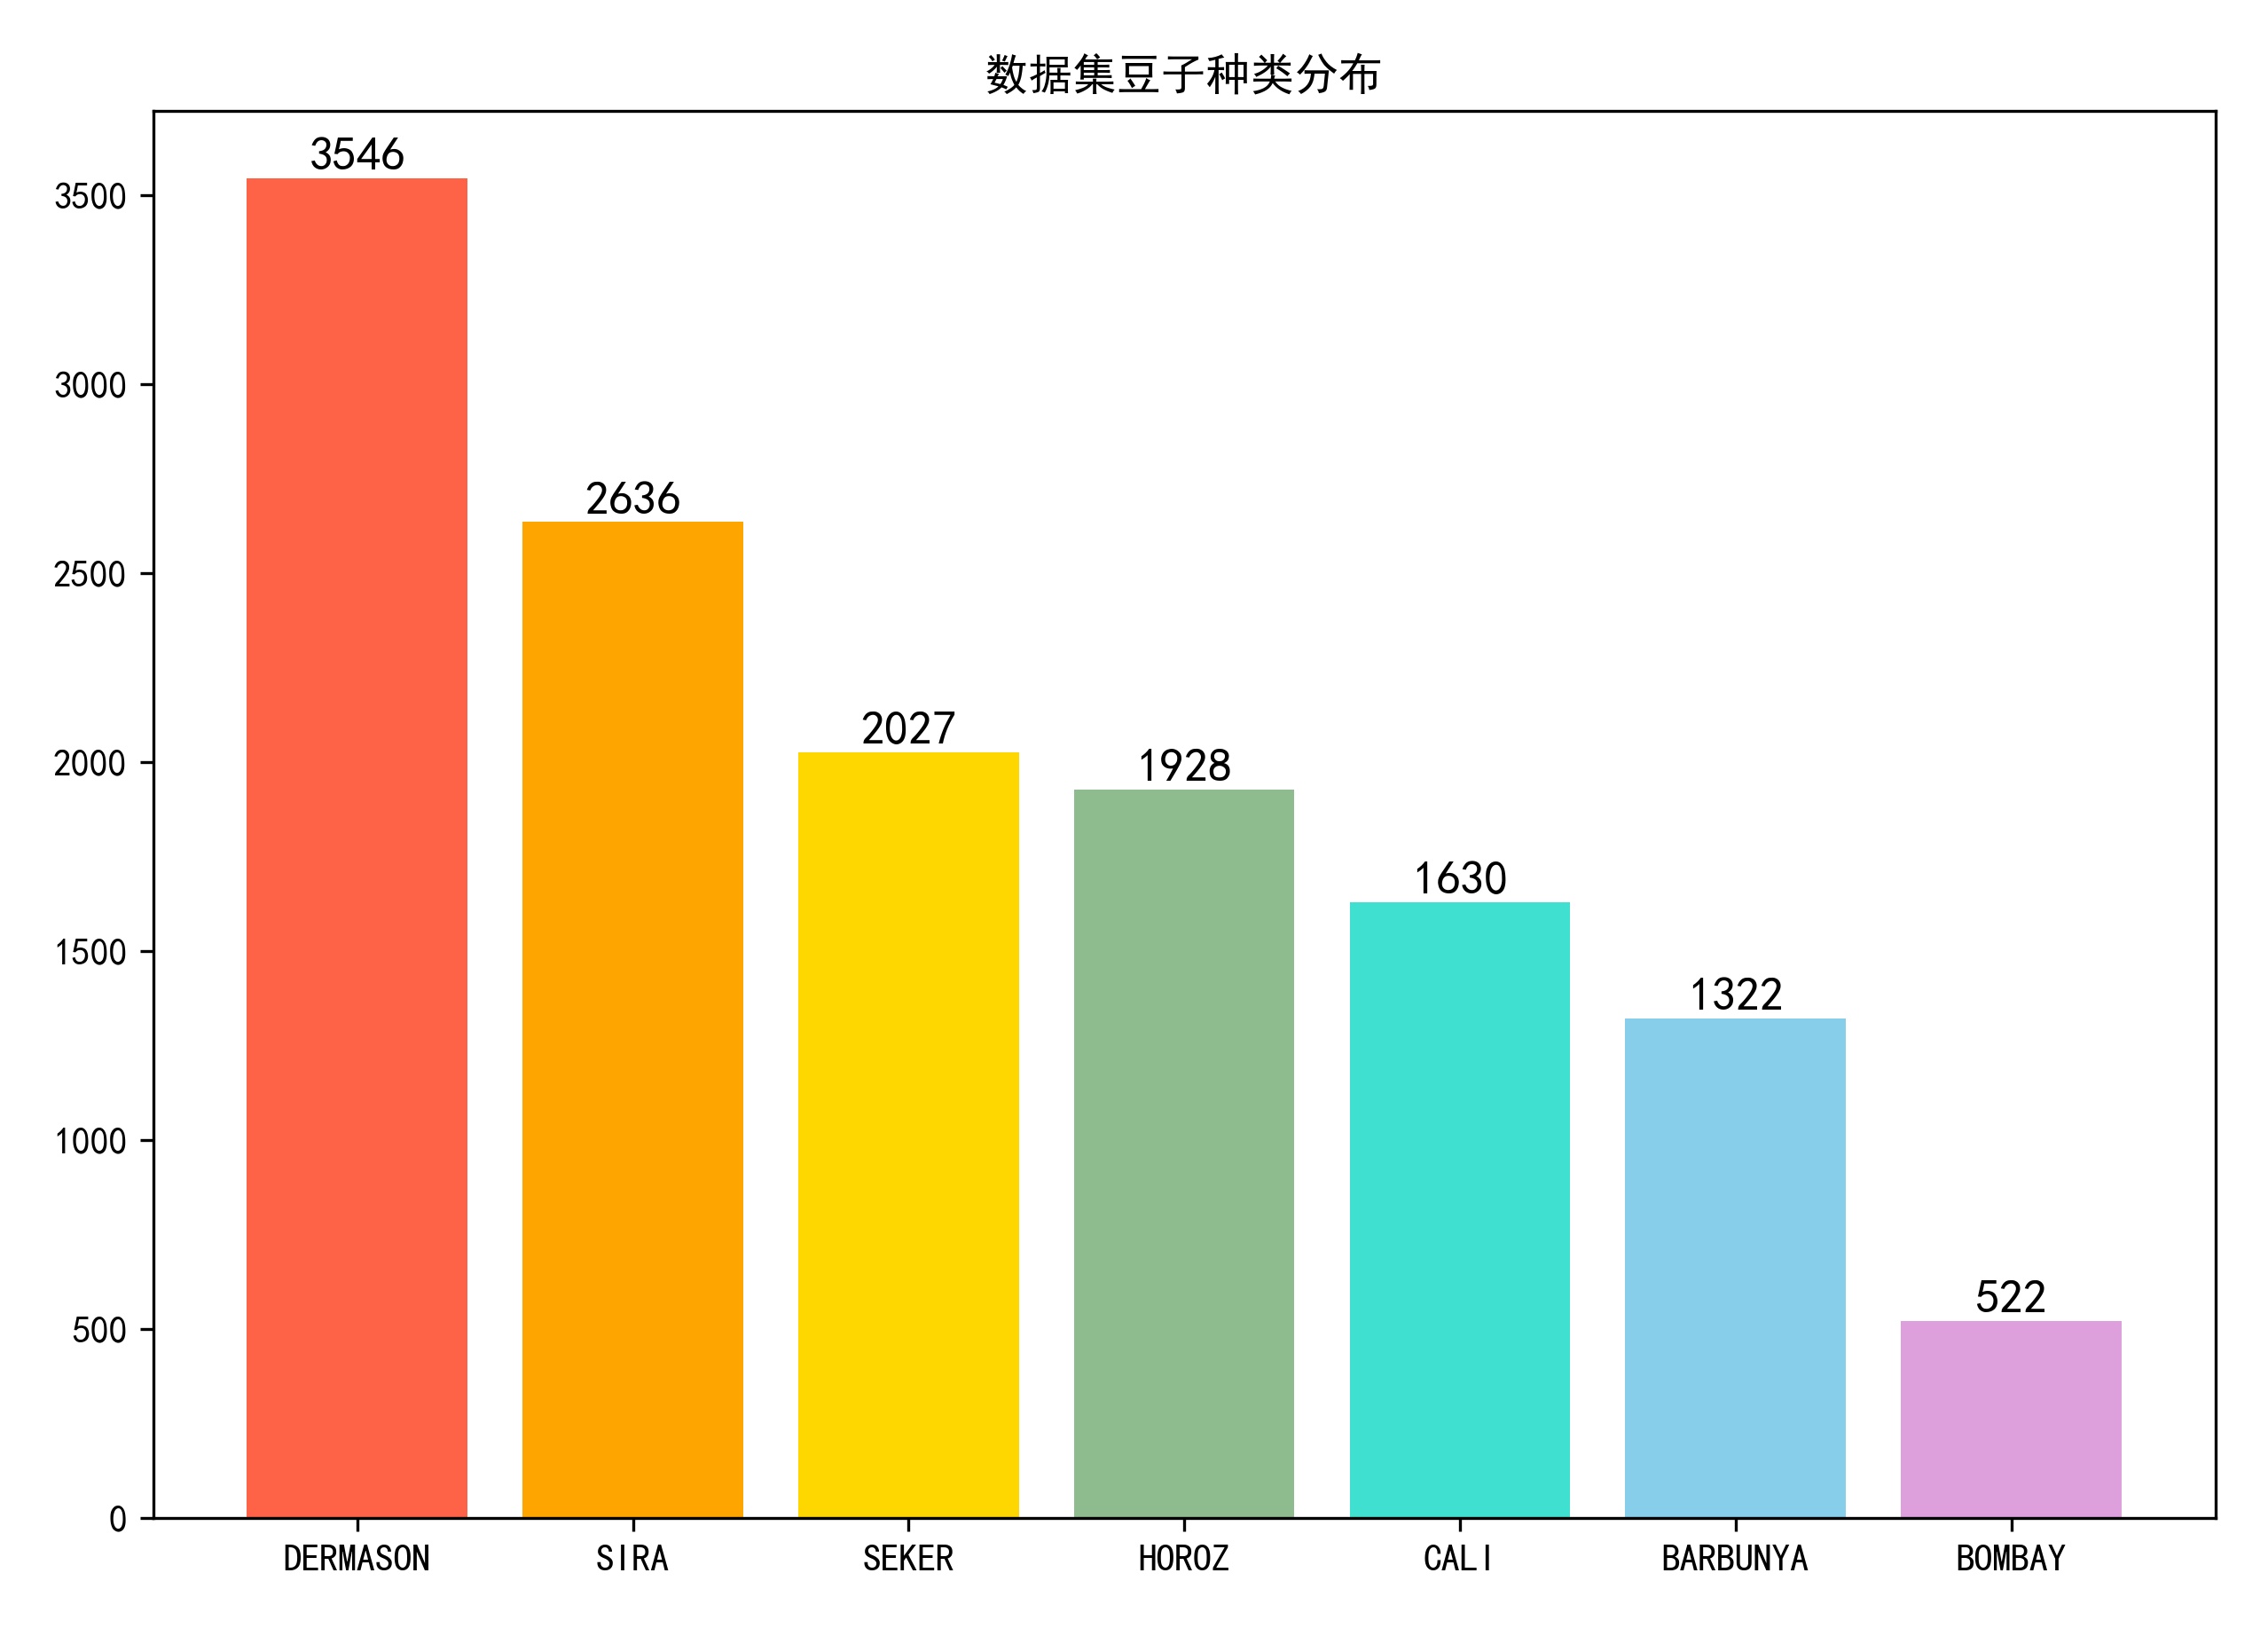 数据集豆子种类分布
3546
3500
3000
2636
2500
2027
2000
1928
1630
1500
1322
1000
522
500
0
DERMASON
SIRA
SEKER
HOROZ
CALI
BARBUNYA
BOMBAY